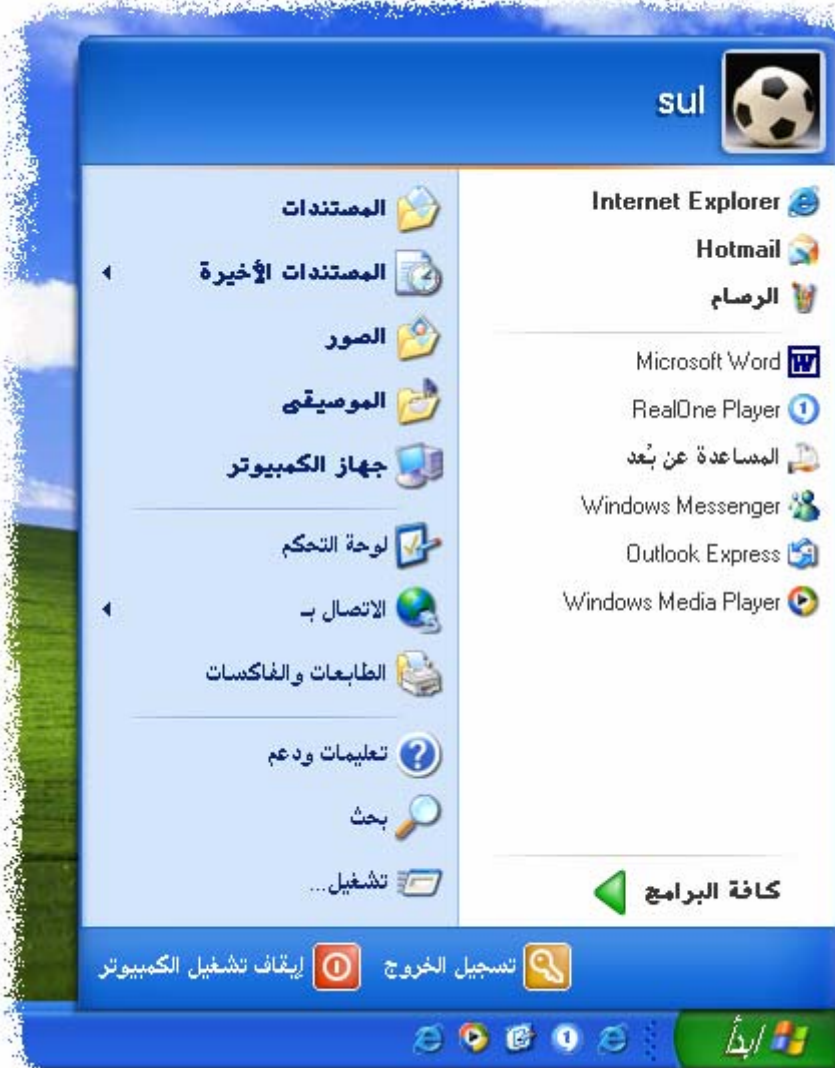 sul
Internet Explorer
Hotmail
الرسام
Microsoft Word
RealOne Player
المساعدة عن بُعد
Windows Messenger
Outlook Express
Windows Media Player
كافة البرامج
المستندات
المستندات الأخيرة
الصور
الموسيقى
جهاز الكمبيوتر
لوحة التحكم
الاتصال بـ
الطابعات والفاكسات
تعليمات ودعم
بحث
تشغيل...
تسجيل الخروج
إيقاف تشغيل الكمبيوتر
ابدأ